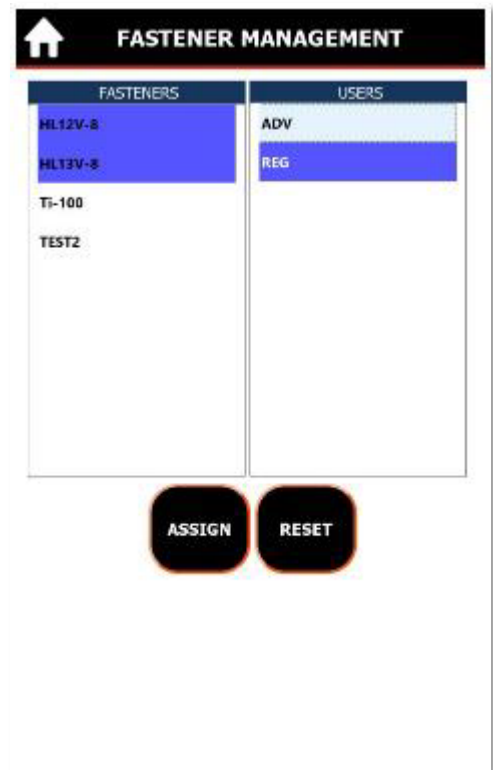 FASTENER MANAGEMENT
FASTENERS
HL12V-8
HL13V-8
Ti-100
TEST2
USERS
ADV
REG
ASSIGN
RESET